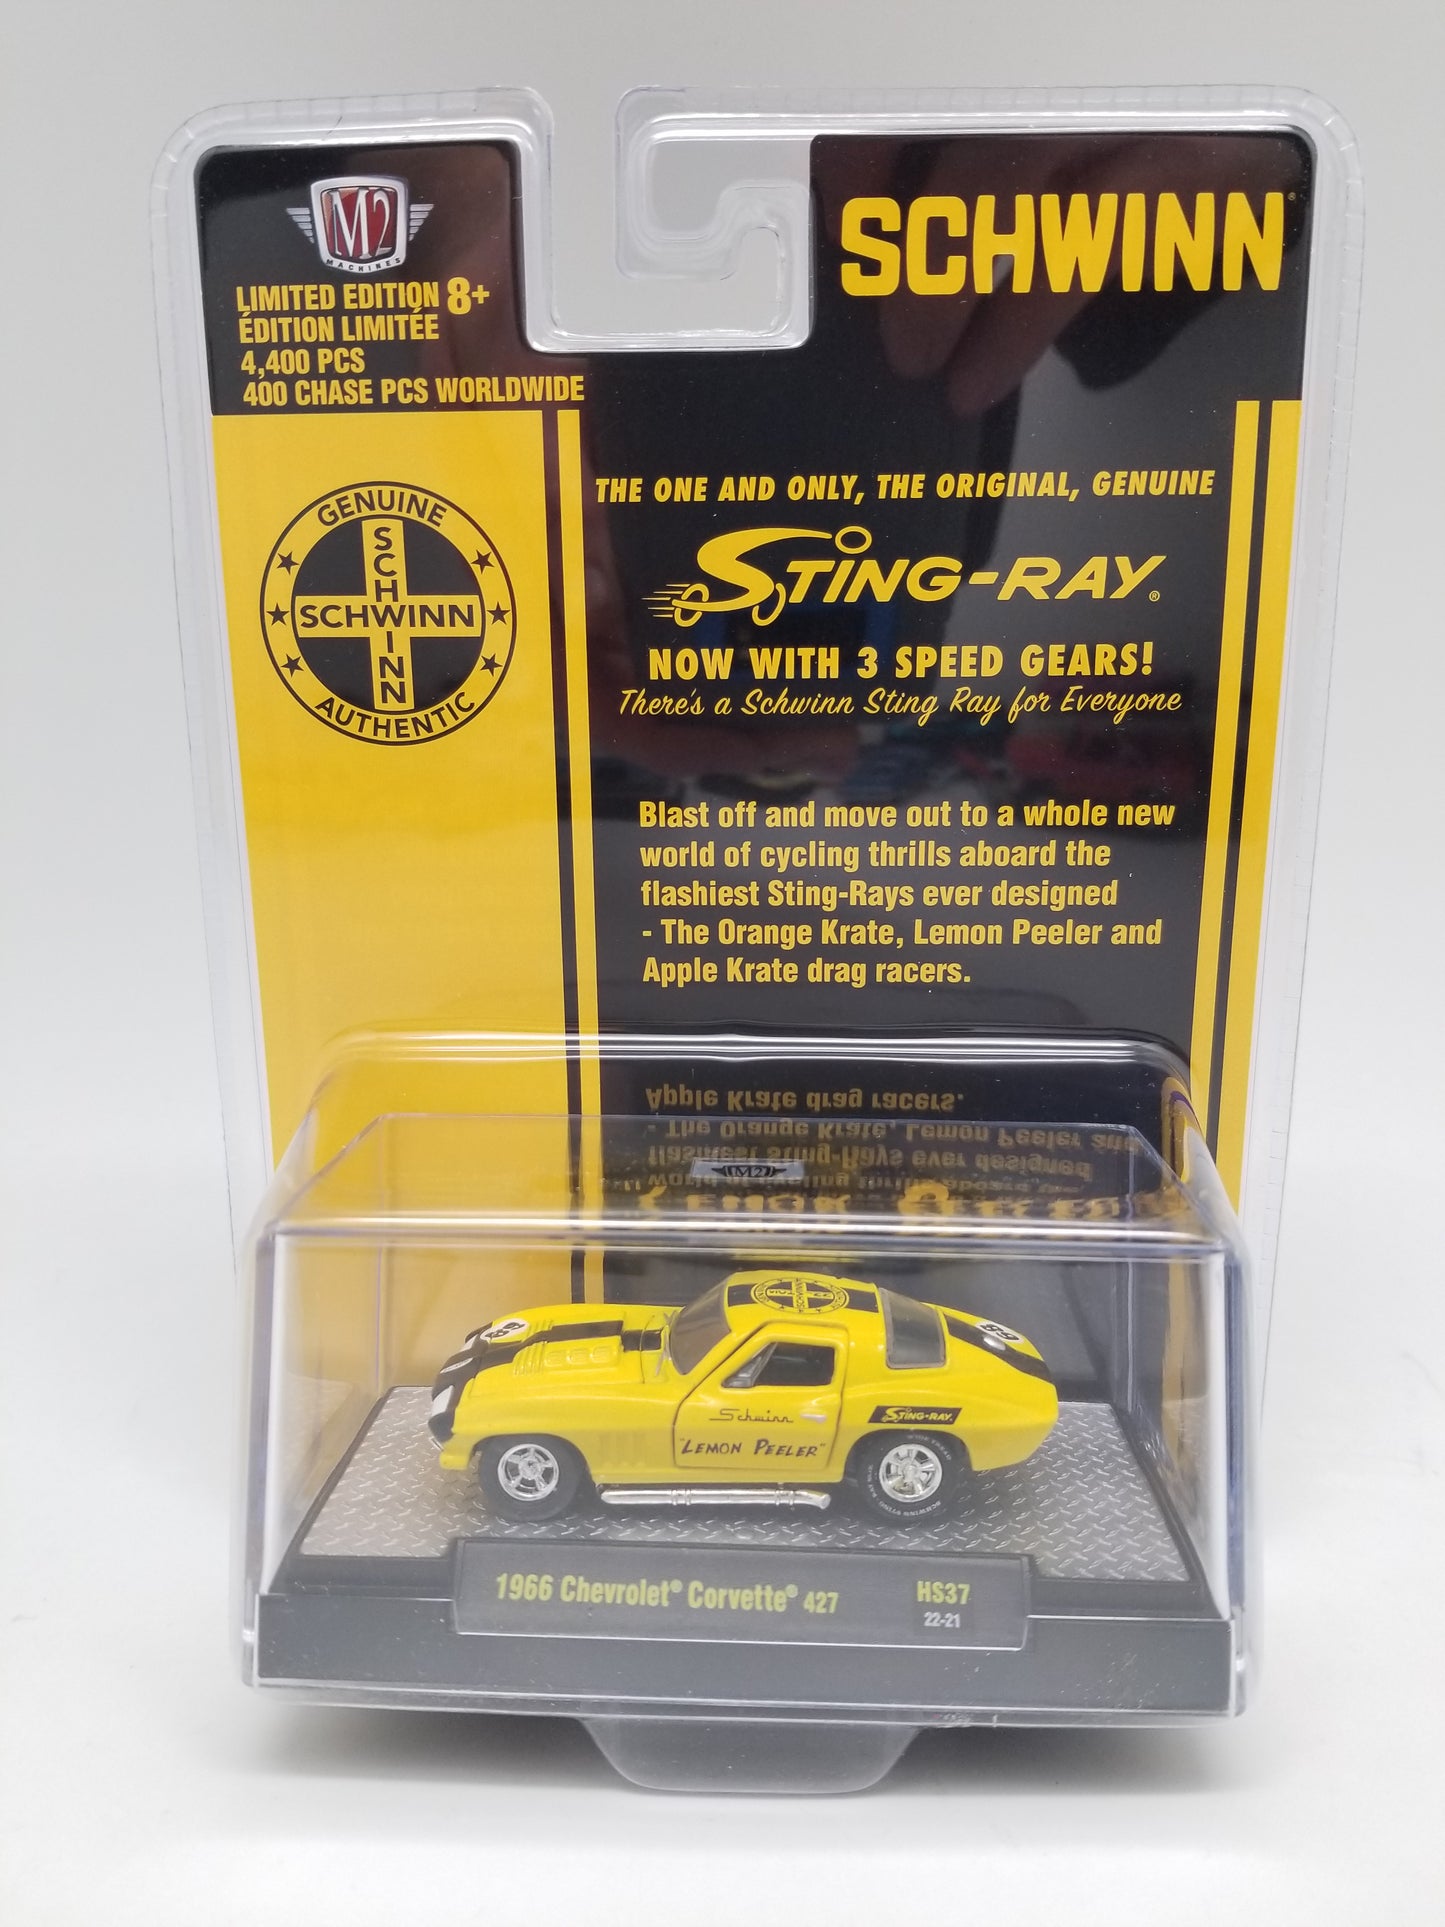 M2
MACHINES
LIMITED EDITION 8+
ÉDITION LIMITÉE
4,400 PCS
400 CHASE PCS WORLDWIDE
SCHWINN®
GENUINE
SCHWINN
SCHWINN
AUTHENTIC
THE ONE AND ONLY, THE ORIGINAL, GENUINE
STING-RAY®
NOW WITH 3 SPEED GEARS!
There's a Schwinn Sting Ray for Everyone
Blast off and move out to a whole new
world of cycling thrills aboard the
flashiest Sting-Rays ever designed
- The Orange Krate, Lemon Peeler and
Apple Krate drag racers.
M2
SCHWINN
68
68
Schwinn
"LEMON PEELER"
STING-RAY
1966 Chevrolet® Corvette® 427
HS37
22-21